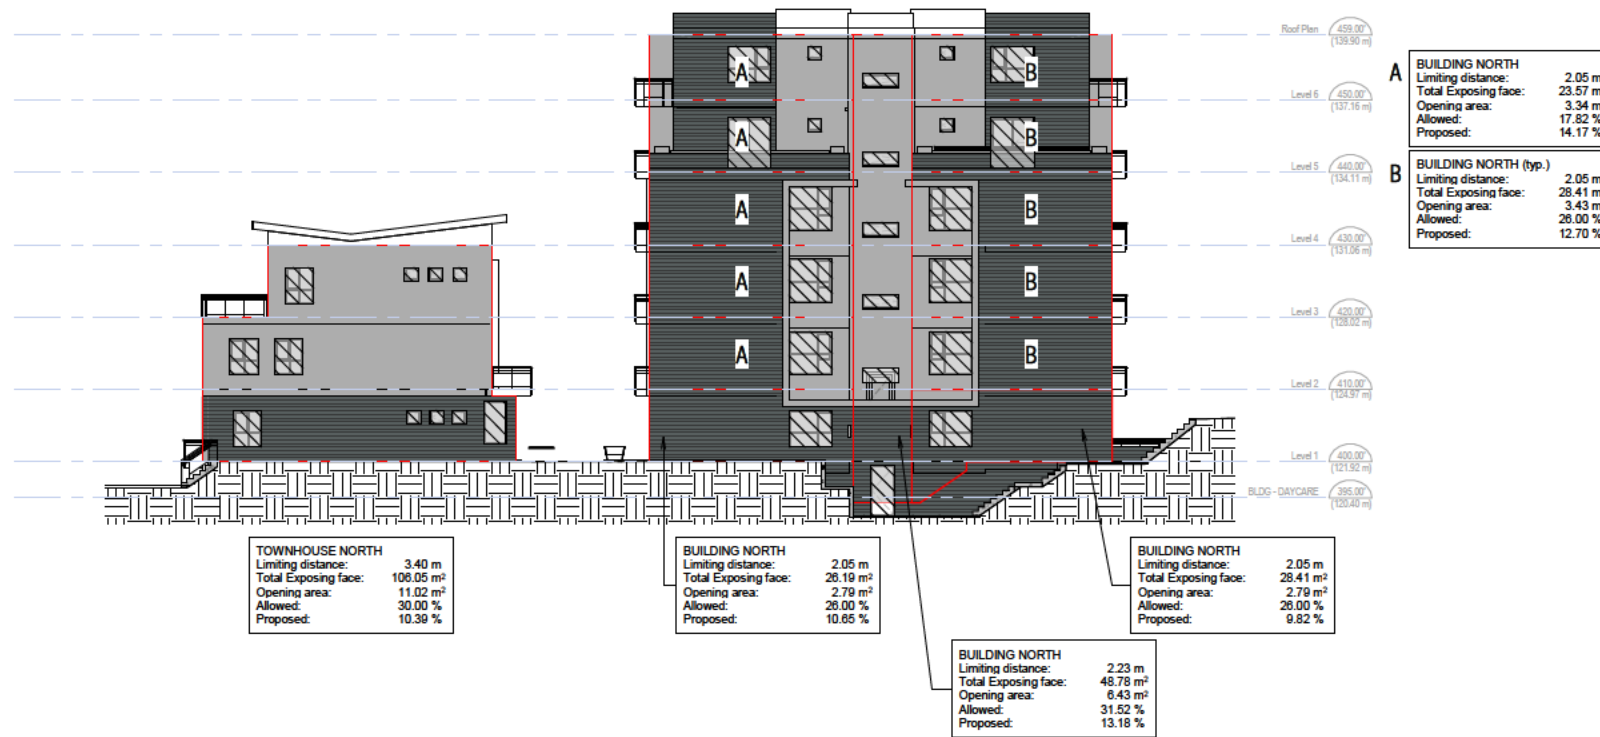 Roof Plan 459.00'
(139.90 m)
Level 6 450.00'
(137.16 m)
Level 5 440.00'
(134.11 m)
Level 4 430.00'
(131.06 m)
Level 3 420.00'
(128.02 m)
Level 2 410.00'
(124.97 m)
Level 1 400.00'
(121.92 m)
BLDG - DAYCARE 395.00'
(120.40 m)
A B
A B
A B
A B
A B
A
BUILDING NORTH
Limiting distance: 2.05 m
Total Exposing face: 23.57 m
Opening area: 3.34 m
Allowed: 17.82 %
Proposed: 14.17 %
B
BUILDING NORTH (typ.)
Limiting distance: 2.05 m
Total Exposing face: 28.41 m
Opening area: 3.43 m
Allowed: 26.00 %
Proposed: 12.70 %
TOWNHOUSE NORTH
Limiting distance: 3.40 m
Total Exposing face: 106.05 m²
Opening area: 11.02 m²
Allowed: 30.00 %
Proposed: 10.39 %
BUILDING NORTH
Limiting distance: 2.05 m
Total Exposing face: 26.19 m²
Opening area: 2.79 m²
Allowed: 26.00 %
Proposed: 10.65 %
BUILDING NORTH
Limiting distance: 2.05 m
Total Exposing face: 28.41 m²
Opening area: 2.79 m²
Allowed: 26.00 %
Proposed: 9.82 %
BUILDING NORTH
Limiting distance: 2.23 m
Total Exposing face: 48.78 m²
Opening area: 6.43 m²
Allowed: 31.52 %
Proposed: 13.18 %